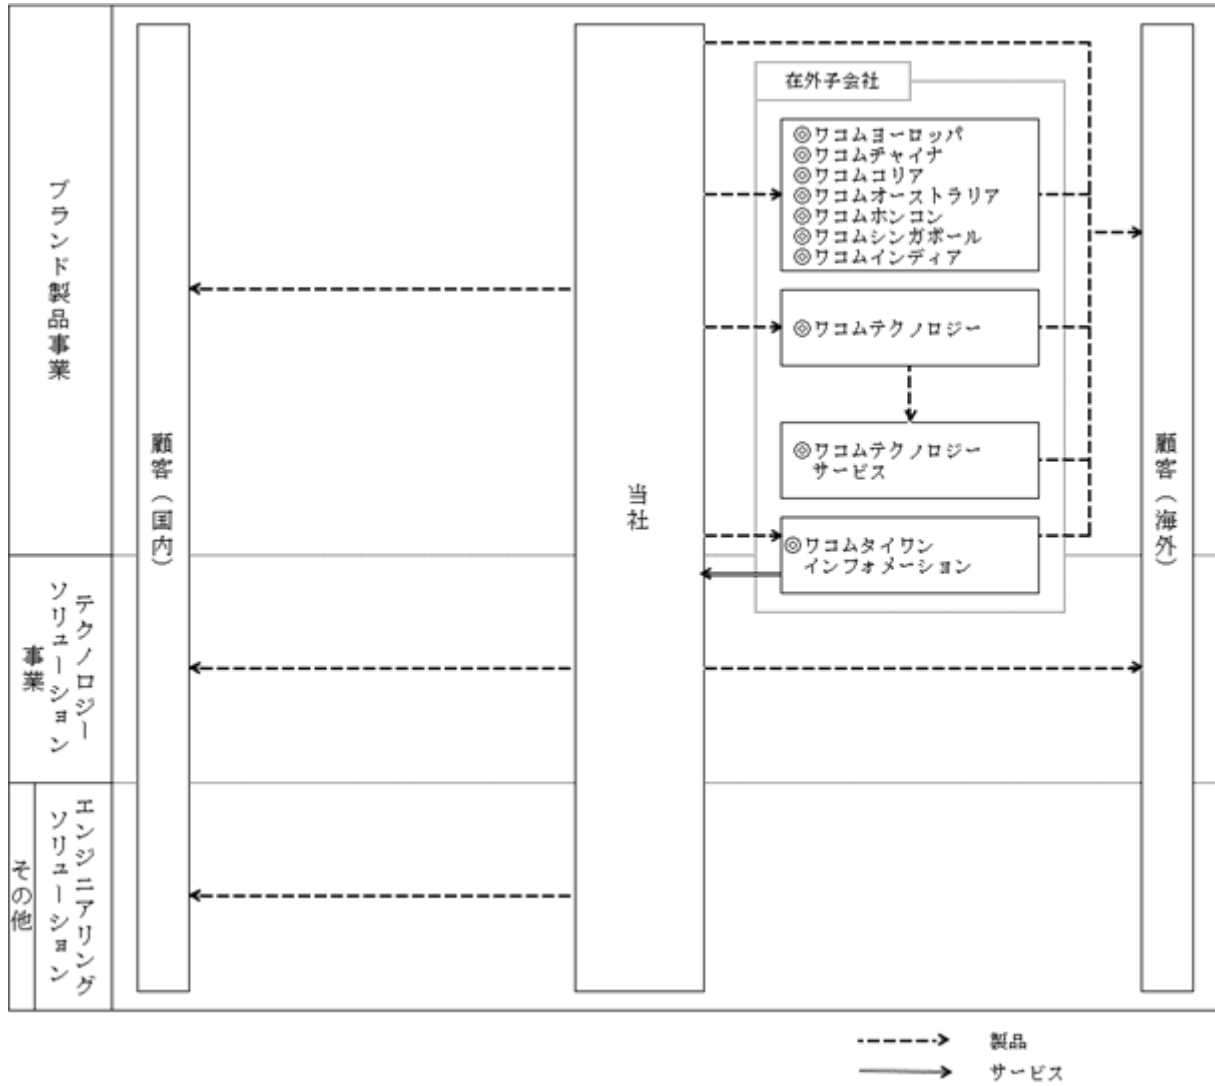 ブランド製品事業
テクノロジー
ソリューション
事業
その他
エンジニアリング
ソリューション
顧客（国内）
当社
在外子会社
◎ワコムヨーロッパ
◎ワコムチャイナ
◎ワコムコリア
◎ワコムオーストラリア
◎ワコムホンコン
◎ワコムシンガポール
◎ワコムインディア
◎ワコムテクノロジー
◎ワコムテクノロジー
サービス
◎ワコムタイワン
インフォメーション
顧客（海外）
製品
サービス